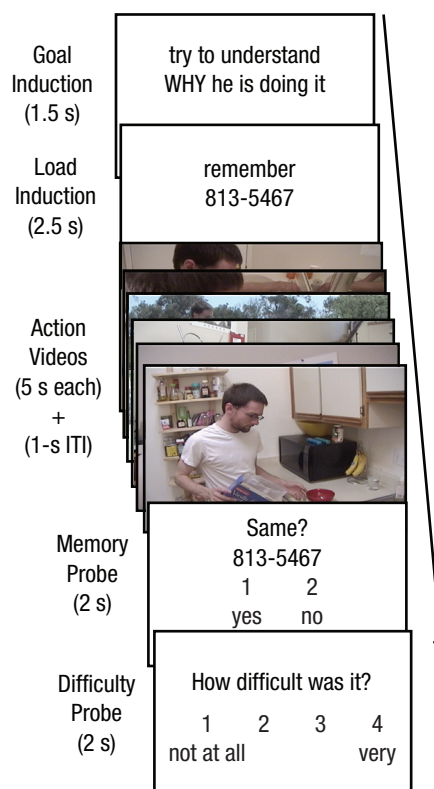 Goal
Induction
(1.5 s)
try to understand
WHY he is doing it
Load
Induction
(2.5 s)
remember
813-5467
Action
Videos
(5 s each)
+
(1-s ITI)
Memory
Probe
(2 s)
Same?
813-5467
1 2
yes no
Difficulty
Probe
(2 s)
How difficult was it?
1 2 3 4
not at all very